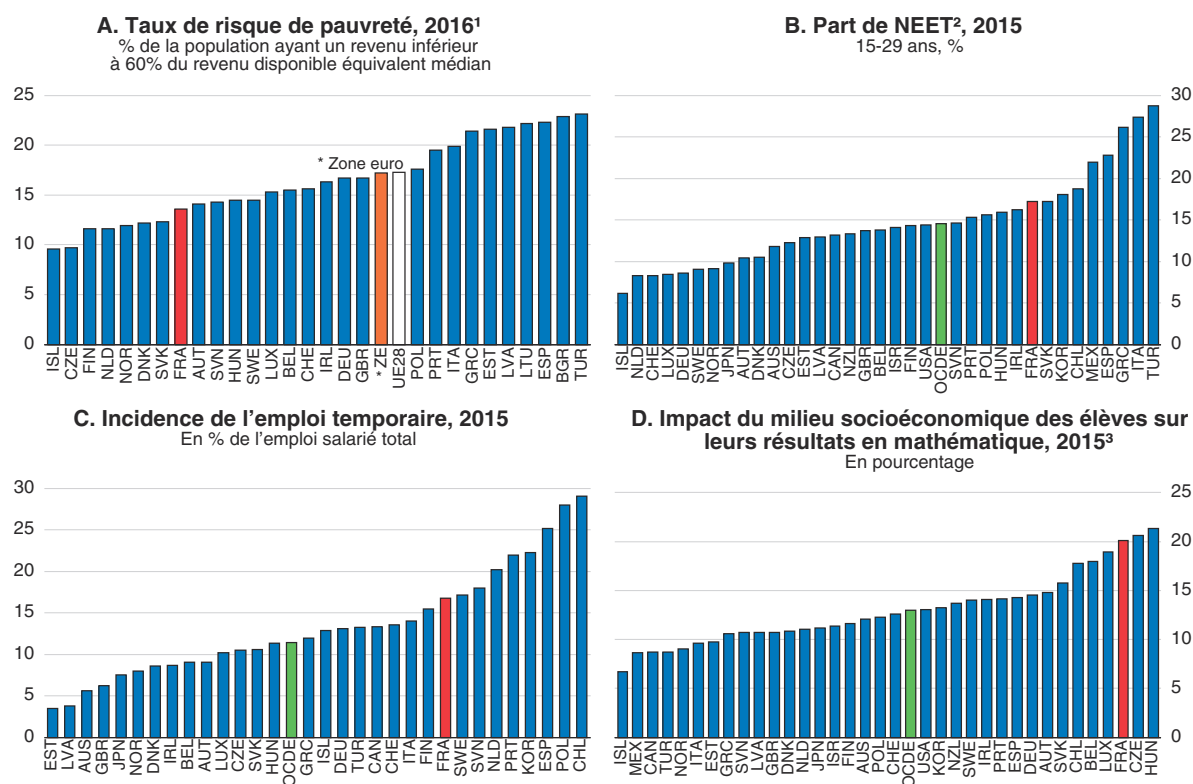 A. Taux de risque de pauvreté, 2016¹
% de la population ayant un revenu inférieur
à 60% du revenu disponible équivalent médian
25
20
15
10
5
0
* Zone euro
ISL
CZE
FIN
NLD
NOR
DNK
SVK
FRA
AUT
SVN
HUN
SWE
LUX
BEL
CHE
IRL
DEU
GBR
* ZE
UE28
POL
PRT
ITA
GRC
EST
LVA
LTU
ESP
BGR
TUR
B. Part de NEET², 2015
15-29 ans, %
30
25
20
15
10
5
0
ISL
NLD
CHE
LUX
DEU
SWE
NOR
JPN
AUT
DNK
AUS
CZE
EST
LVA
CAN
NZL
GBR
BEL
ISR
FIN
USA
OCDE
SVN
PRT
POL
HUN
IRL
FRA
SVK
KOR
CHL
MEX
ESP
GRC
ITA
TUR
C. Incidence de l'emploi temporaire, 2015
En % de l'emploi salarié total
30
25
20
15
10
5
0
EST
LVA
AUS
GBR
JPN
NOR
DNK
IRL
BEL
AUT
LUX
CZE
SVK
HUN
OCDE
GRC
ISL
DEU
TUR
CAN
CHE
ITA
FIN
FRA
SWE
SVN
NLD
PRT
KOR
ESP
POL
CHL
D. Impact du milieu socioéconomique des élèves sur
leurs résultats en mathématique, 2015³
En pourcentage
25
20
15
10
5
0
ISL
MEX
CAN
TUR
NOR
ITA
EST
GRC
SVN
LVA
GBR
DNK
NLD
JPN
ISR
FIN
AUS
POL
CHE
OCDE
USA
KOR
NZL
SWE
IRL
PRT
ESP
DEU
AUT
SVK
CHL
BEL
LUX
FRA
CZE
HUN